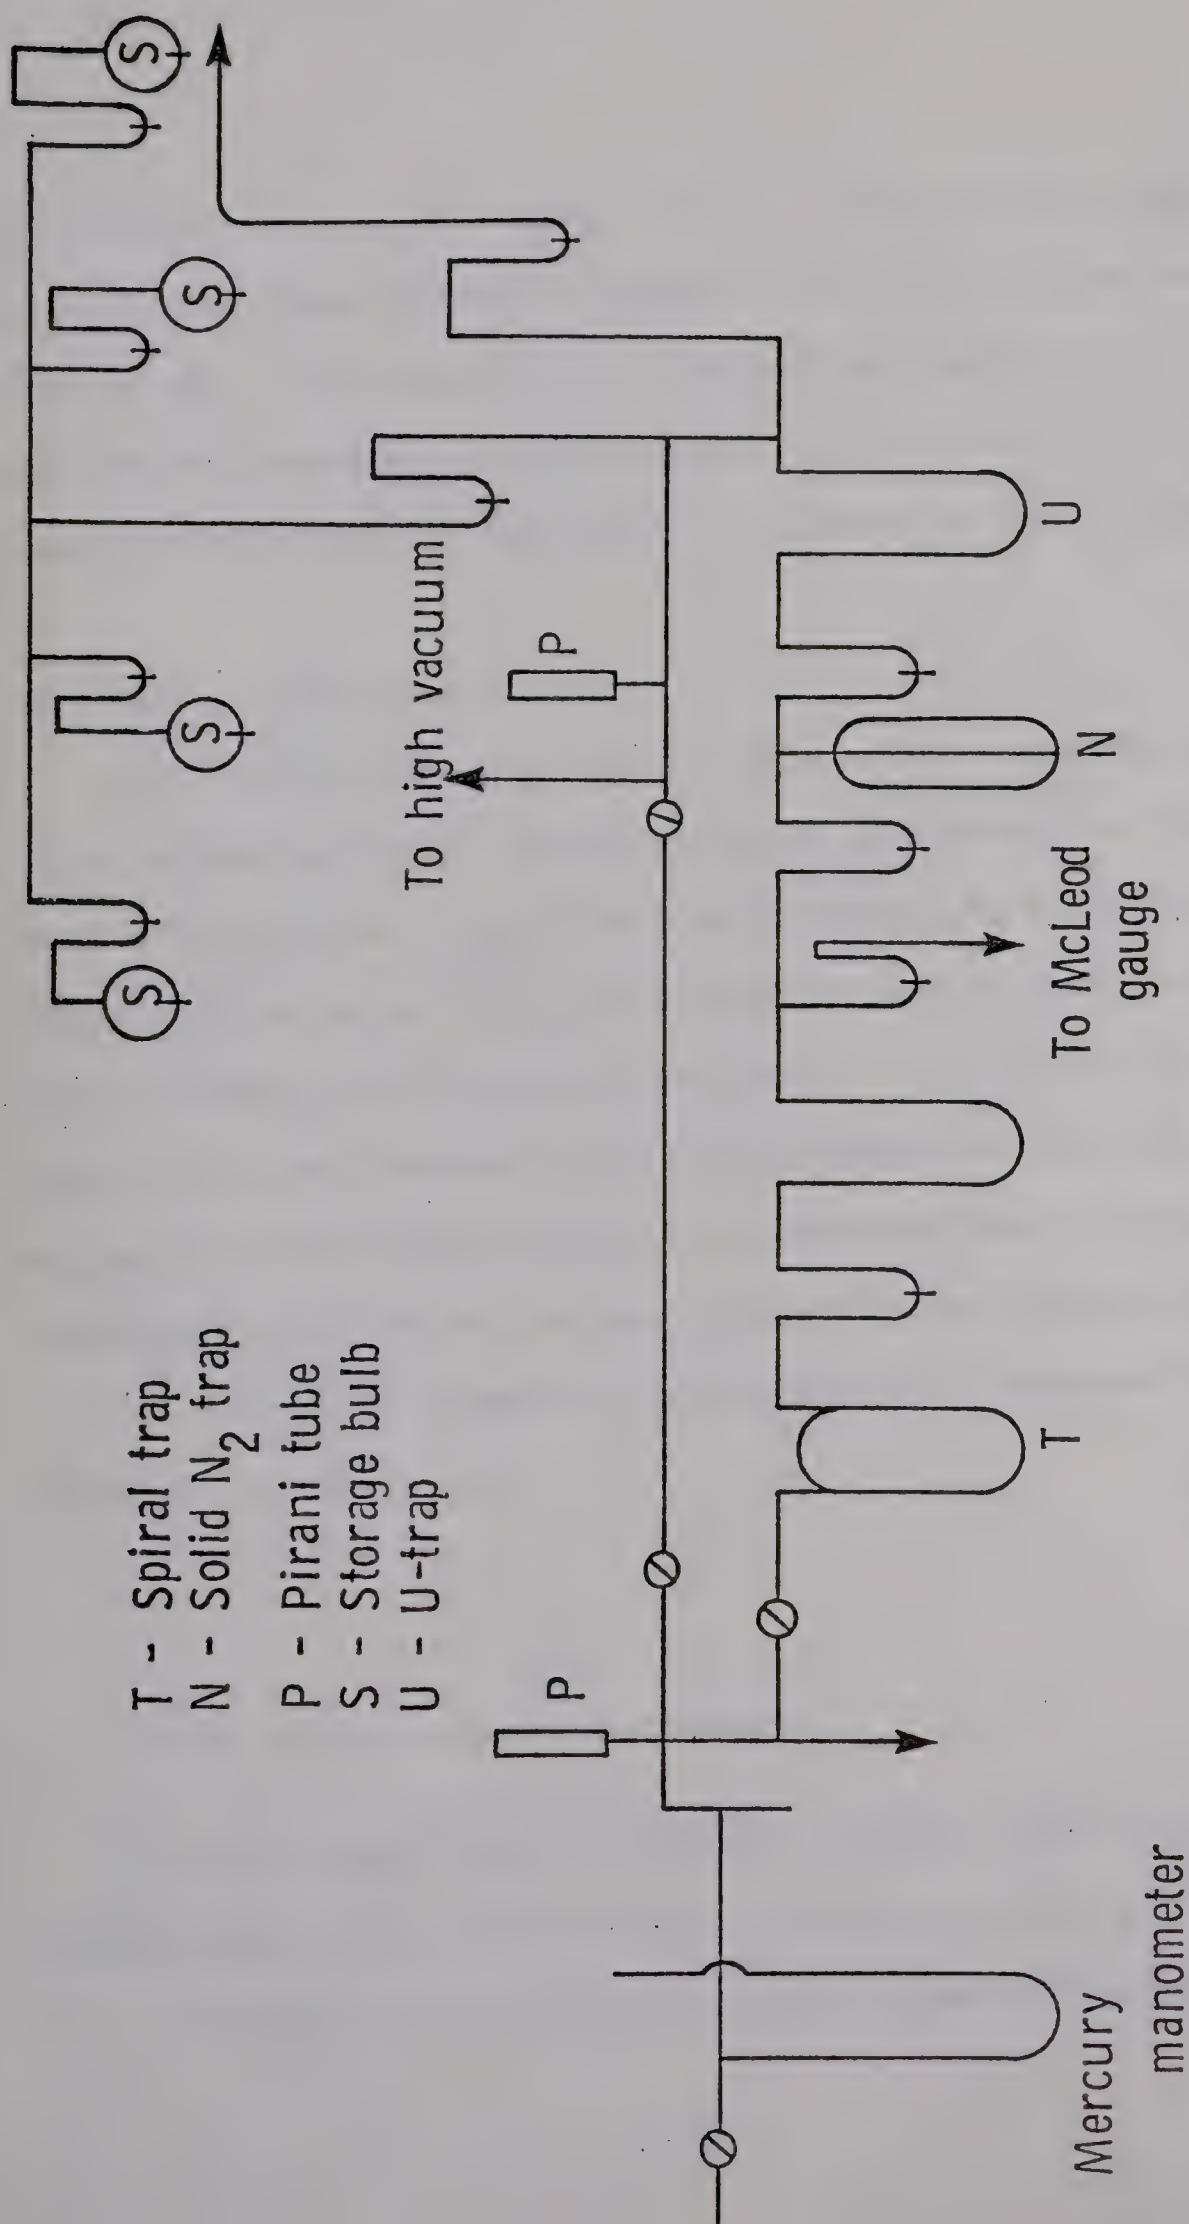 T - Spiral trap
N - Solid N₂ trap
P - Pirani tube
S - Storage bulb
U - U-trap
S
S
S
S
To high vacuum
P
P
Mercury
manometer
T
To McLeod
gauge
N
U